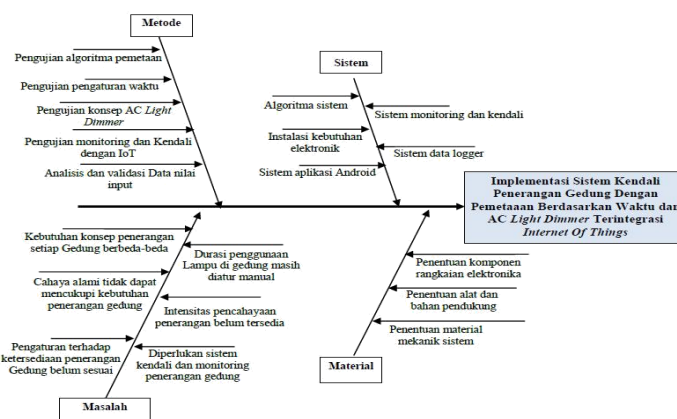 Metode
Pengujian algoritma pemetaan
Pengujian pengaturan waktu
Pengujian konsep AC Light
Dimmer
Pengujian monitoring dan Kendali
dengan IoT
Analisis dan validasi Data nilai
input
Sistem
Algoritma sistem
Sistem monitoring dan kendali
Instalasi kebutuhan
elektronik
Sistem data logger
Sistem aplikasi Android
Implementasi Sistem Kendali
Penerangan Gedung Dengan
Pemetaaan Berdasarkan Waktu dan
AC Light Dimmer Terintegrasi
Internet Of Things
Kebutuhan konsep penerangan
setiap Gedung berbeda-beda
Durasi penggunaan
Lampu di gedung masih
diatur manual
Cahaya alami tidak dapat
mencukupi kebutuhan
penerangan gedung
Intensitas pencahayaan
penerangan belum tersedia
Pengaturan terhadap
ketersediaan penerangan
Gedung belum sesuai
Diperlukan sistem
kendali dan monitoring
penerangan gedung
Masalah
Penentuan komponen
rangkaian elektronika
Penentuan alat dan
bahan pendukung
Penentuan material
mekanik sistem
Material